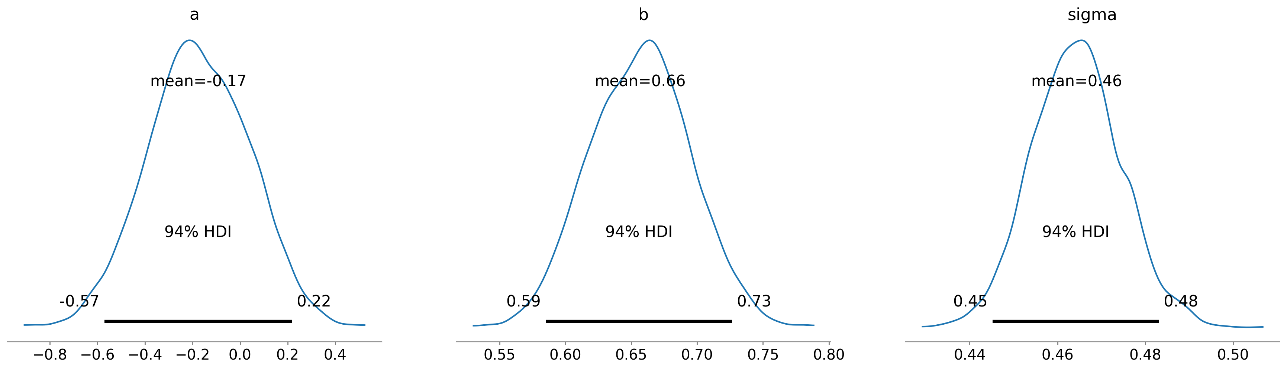 a
mean=-0.17
94% HDI
-0.57
0.22
−0.8 −0.6 −0.4 −0.2 0.0 0.2 0.4
b
mean=0.66
94% HDI
0.59
0.73
0.55 0.60 0.65 0.70 0.75 0.80
sigma
mean=0.46
94% HDI
0.45
0.48
0.44 0.46 0.48 0.50